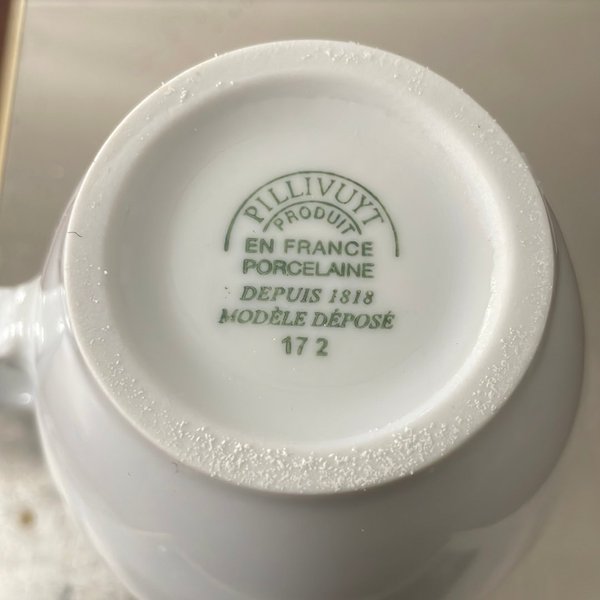 PILLIVUYT
PRODUIT
EN FRANCE
PORCELAINE
DEPUIS 1818
MODÈLE DÉPOSÉ
17 2